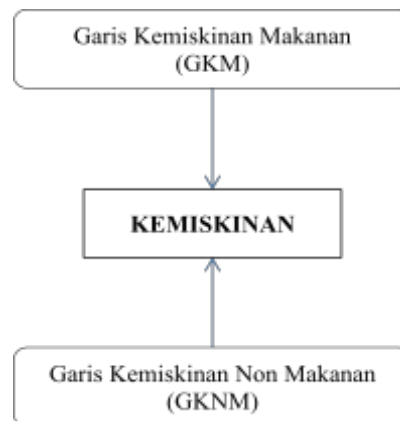 Garis Kemiskinan Makanan
(GKM)
KEMISKINAN
Garis Kemiskinan Non Makanan
(GKNM)